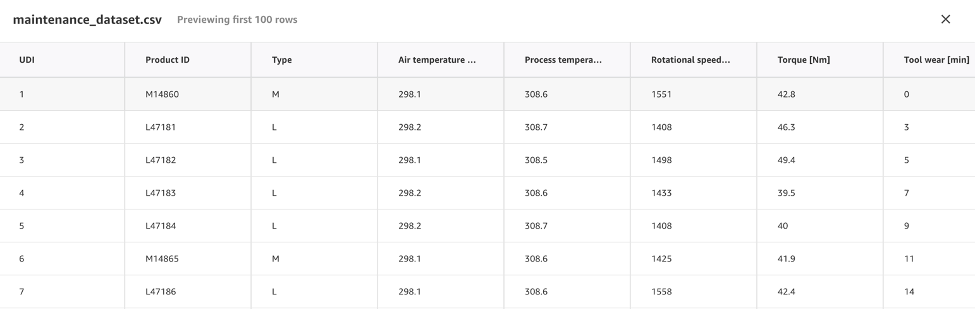 maintenance_dataset.csv Previewing first 100 rows
UDI Product ID Type Air temperature ... Process tempera... Rotational speed... Torque [Nm] Tool wear [min]
1 M14860 M 298.1 308.6 1551 42.8 0
2 L47181 L 298.2 308.7 1408 46.3 3
3 L47182 L 298.1 308.5 1498 49.4 5
4 L47183 L 298.2 308.6 1433 39.5 7
5 L47184 L 298.2 308.7 1408 40 9
6 M14865 M 298.1 308.6 1425 41.9 11
7 L47186 L 298.1 308.6 1558 42.4 14